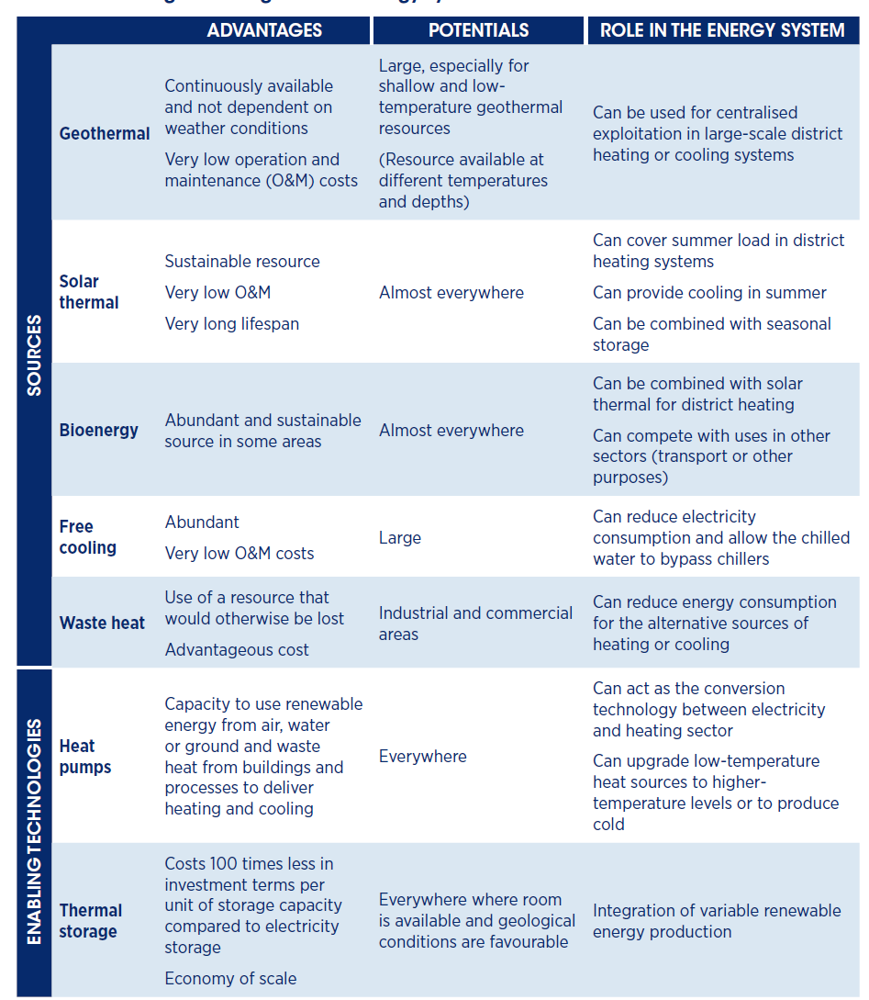 ADVANTAGES
POTENTIALS
ROLE IN THE ENERGY SYSTEM
SOURCES
Geothermal
Continuously available
and not dependent on
weather conditions
Very low operation and
maintenance (O&M) costs
Large, especially for
shallow and low-
temperature geothermal
resources
(Resource available at
different temperatures
and depths)
Can be used for centralised
exploitation in large-scale district
heating or cooling systems
Solar
thermal
Sustainable resource
Very low O&M
Very long lifespan
Almost everywhere
Can cover summer load in district
heating systems
Can provide cooling in summer
Can be combined with seasonal
storage
Bioenergy
Abundant and sustainable
source in some areas
Almost everywhere
Can be combined with solar
thermal for district heating
Can compete with uses in other
sectors (transport or other
purposes)
Free
cooling
Abundant
Very low O&M costs
Large
Can reduce electricity
consumption and allow the chilled
water to bypass chillers
Waste heat
Use of a resource that
would otherwise be lost
Advantageous cost
Industrial and commercial
areas
Can reduce energy consumption
for the alternative sources of
heating or cooling
ENABLING TECHNOLOGIES
Heat
pumps
Capacity to use renewable
energy from air, water
or ground and waste
heat from buildings and
processes to deliver
heating and cooling
Everywhere
Can act as the conversion
technology between electricity
and heating sector
Can upgrade low-temperature
heat sources to higher-
temperature levels or to produce
cold
Thermal
storage
Costs 100 times less in
investment terms per
unit of storage capacity
compared to electricity
storage
Economy of scale
Everywhere where room
is available and geological
conditions are favourable
Integration of variable renewable
energy production